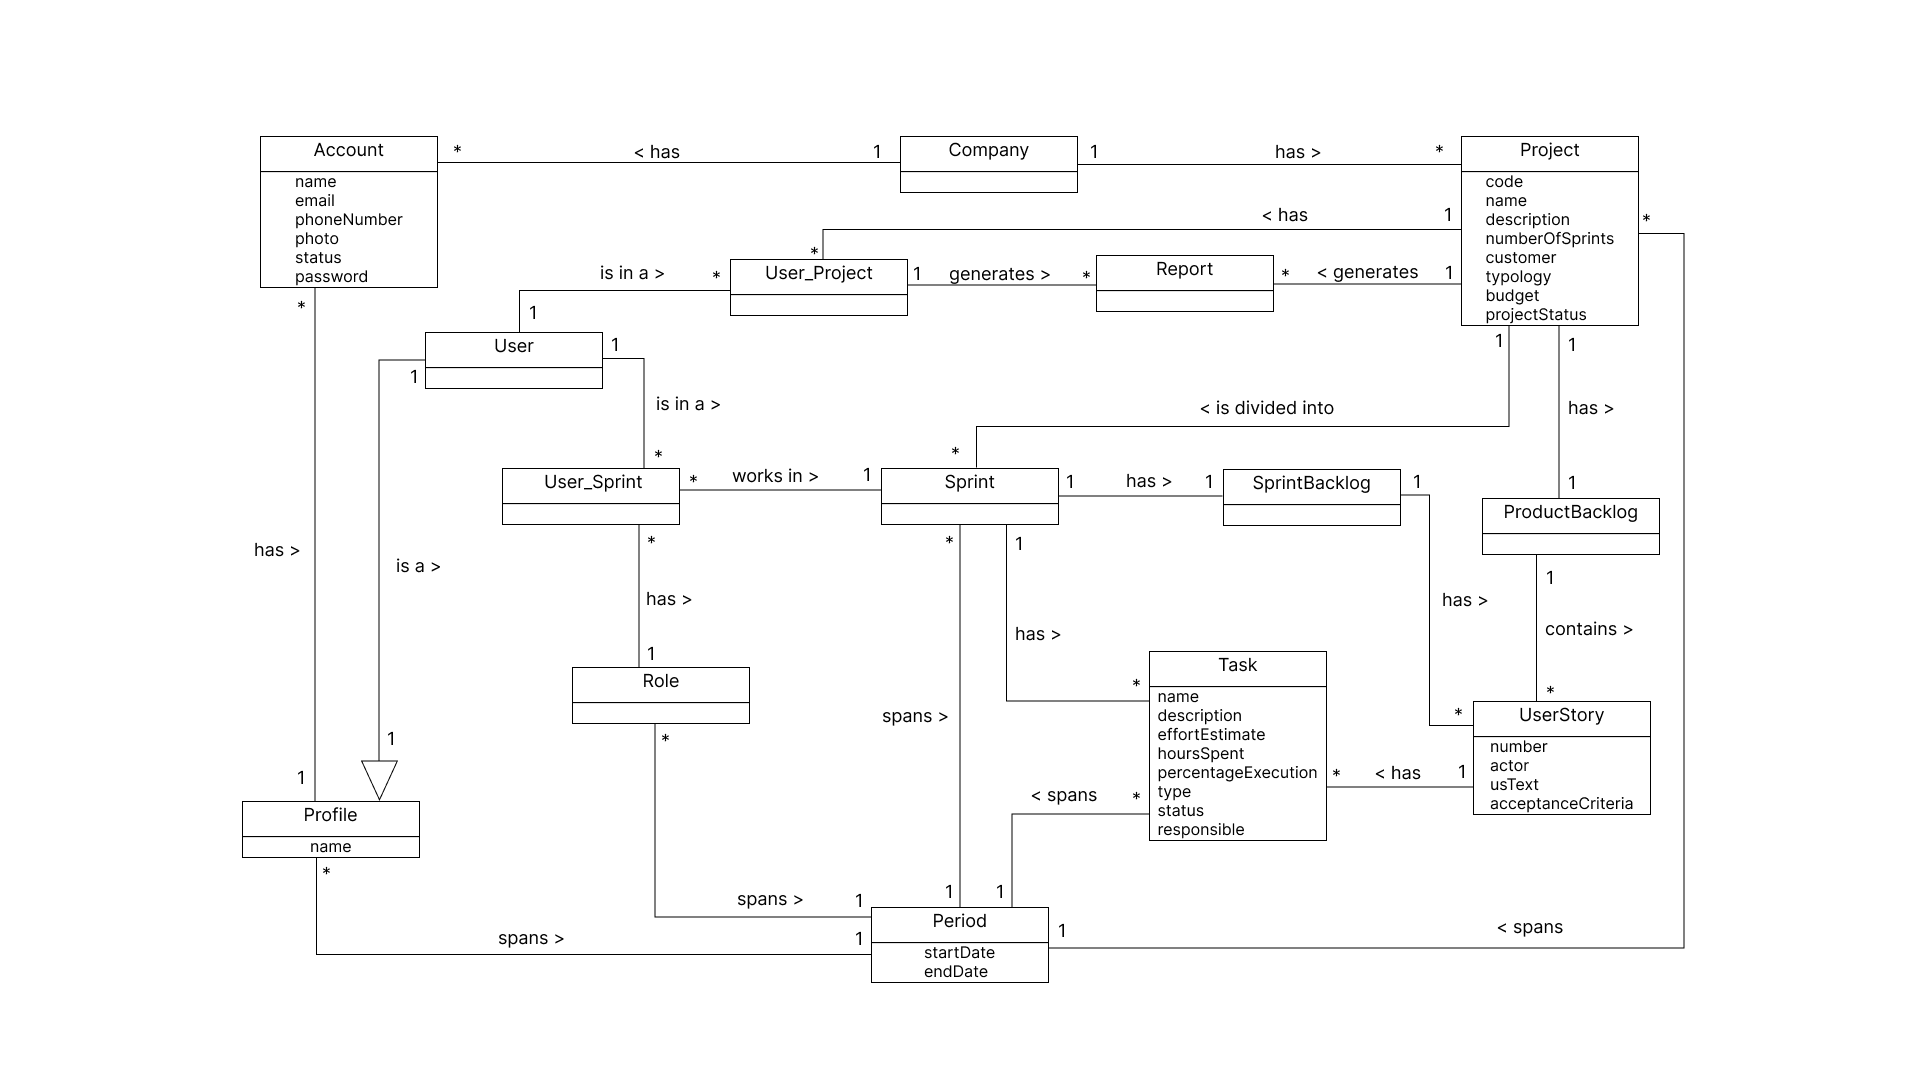 Account
name
email
phoneNumber
photo
status
password
*
< has
1
Company
1
has >
*
Project
code
name
description
numberOfSprints
customer
typology
budget
projectStatus
*
< has
1
*
is in a >
*
User_Project
1
generates >
*
Report
*
< generates
1
*
1
User
1
1
is in a >
*
1
1
< is divided into
has >
*
1
User_Sprint
*
works in >
1
Sprint
1
has >
1
SprintBacklog
1
ProductBacklog
*
*
1
1
has >
is a >
has >
has >
has >
contains >
1
Role
*
spans >
*
Task
name
description
effortEstimate
hoursSpent
percentageExecution
type
status
responsible
*
*
UserStory
number
actor
usText
acceptanceCriteria
*
< has
1
1
1
Profile
name
*
< spans
*
1
1
spans >
1
spans >
1
Period
startDate
endDate
1
< spans